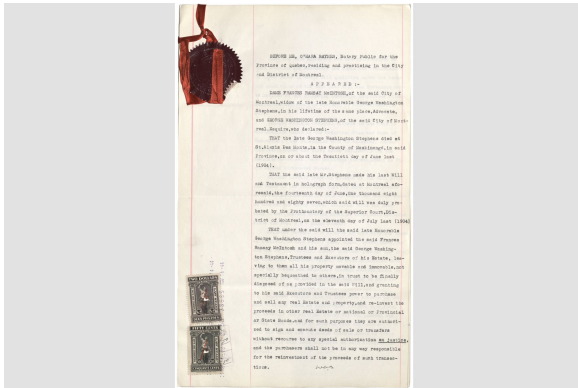 BEFORE ME, O'HARA BAYNES, Notary Public for the
Province of Quebec, residing and practising in the City
and District of Montreal.
APPEARED :-
DAME FRANCES RAMSAY McINTOSH, of the said City of
Montreal, widow of the late Honorable George Washington
Stephens, in his lifetime of the same place, Advocate,
and GEORGE WASHINGTON STEPHENS, of the said City of Mont-
real, Esquire, who declared:-
THAT the late George Washington Stephens died at
in the County of Maskinongé, in said
Province, on or about the Twentieth day of June last
(1904).
THAT the said late Mr. Stephens made his last Will
and Testament in holograph form, dated at Montreal afo-
resaid, the fourteenth day of June, one thousand eight
hundred and eighty seven, which said will was duly pro-
bated by the Prothonotary of the Superior Court, Dis-
trict of Montreal, on the eleventh day of July last (1904)
THAT under the said will the said late Honorable
George Washington Stephens appointed the said Frances
Ramsay McIntosh and his son, the said George Washing-
ton Stephens, Trustees and Executors of his Estate, lea-
ving to them all his property movable and immovable, not
specially bequeathed to others, in trust to be finally
disposed of as provided in the said Will, and granting
to his said Executors and Trustees power to purchase
and sell any real Estate and property, and re-invest the
proceeds in other real Estate or Municipal or Provincial
or State Bonds, and for such purposes they are authori-
zed to sign and execute deeds of sale or transfers
without recourse to any special authorization en justice,
and the purchasers shall not be in any way responsible
for the reinvestment of the proceeds of such transac-
tions.
TWO DOLLARS
FIFTY CENTS